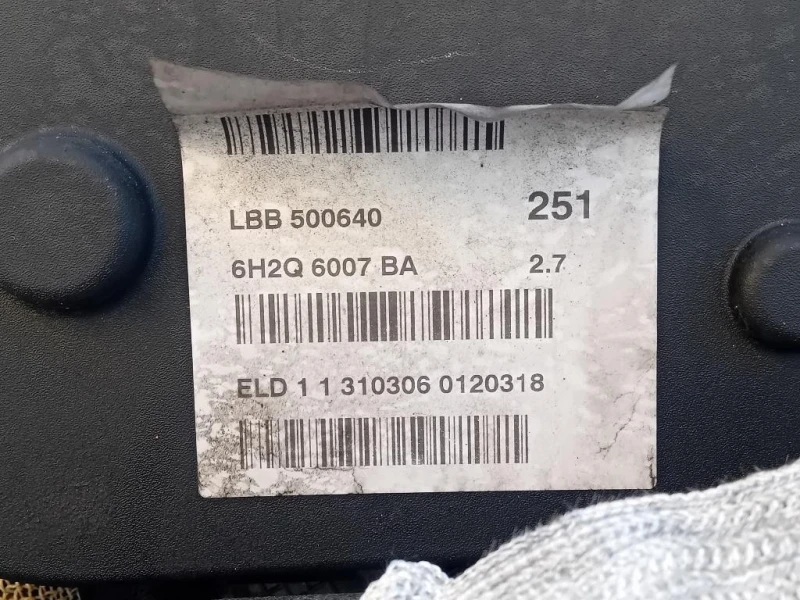 LBB 500640 251
6H2Q 6007 BA 2.7
ELD 1 1 310306 0120318